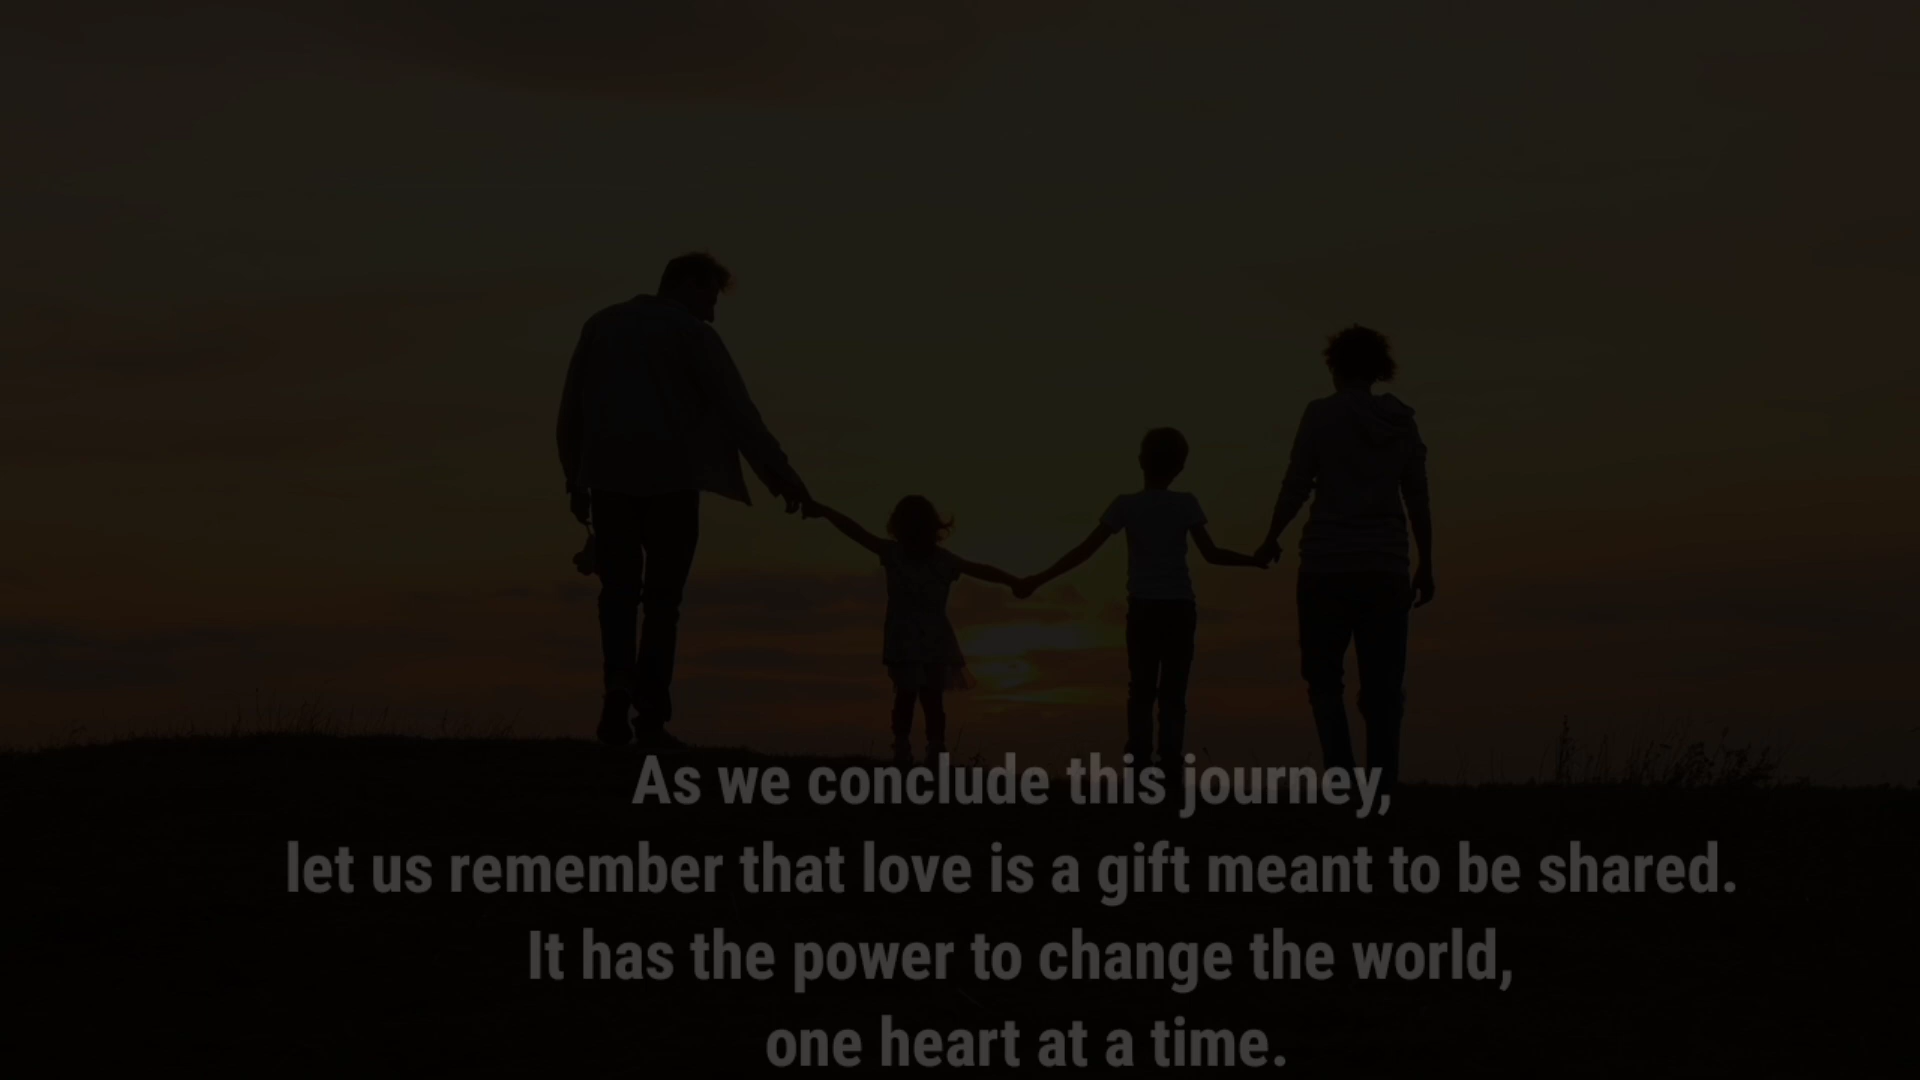 As we conclude this journey,
let us remember that love is a gift meant to be shared.
It has the power to change the world,
one heart at a time.